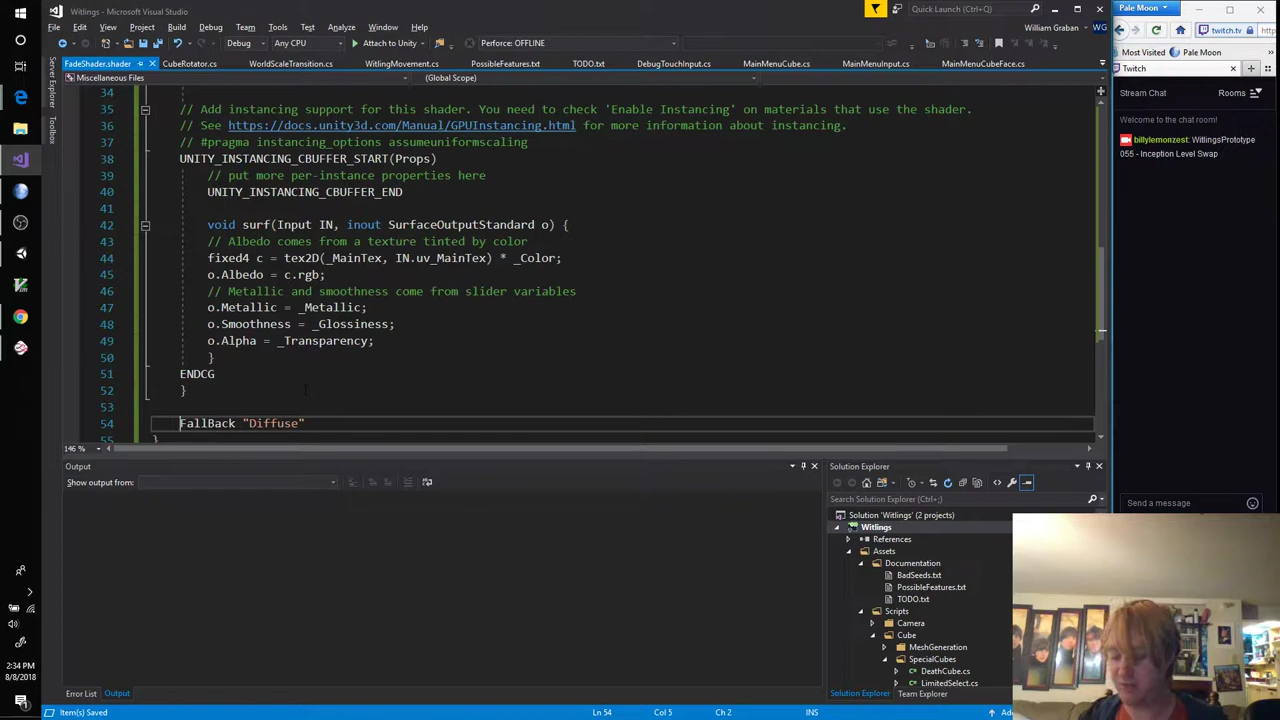 Witlings - Microsoft Visual Studio
Quick Launch (Ctrl+Q)
Pale Moon
File Edit View Project Build Debug Team Tools Test Analyze Window Help
William Graban WG
twitch.tv http
Debug Any CPU Attach to Unity Perforce: OFFLINE
Most Visited Pale Moon
FadeShader.shader CubeRotator.cs WorldScaleTransition.cs WitlingMovement.cs PossibleFeatures.txt TODO.txt DebugTouchInput.cs MainMenuCube.cs MainMenuInput.cs MainMenuCubeFace.cs
Twitch
Miscellaneous Files (Global Scope)
Server Explorer
Toolbox
Stream Chat Rooms
Welcome to the chat room!
billylemonzest: WitlingsPrototype
055 - Inception Level Swap
34
35 // Add instancing support for this shader. You need to check 'Enable Instancing' on materials that use the shader.
36 // See https://docs.unity3d.com/Manual/GPUInstancing.html for more information about instancing.
37 // #pragma instancing_options assumeuniformscaling
38 UNITY_INSTANCING_CBUFFER_START(Props)
39 // put more per-instance properties here
40 UNITY_INSTANCING_CBUFFER_END
41
42 void surf(Input IN, inout SurfaceOutputStandard o) {
43 // Albedo comes from a texture tinted by color
44 fixed4 c = tex2D(_MainTex, IN.uv_MainTex) * _Color;
45 o.Albedo = c.rgb;
46 // Metallic and smoothness come from slider variables
47 o.Metallic = _Metallic;
48 o.Smoothness = _Glossiness;
49 o.Alpha = _Transparency;
50 }
51 ENDCG
52 }
53
54 FallBack "Diffuse"
55 }
146 %
Output
Show output from:
Solution Explorer
Search Solution Explorer (Ctrl+;)
Solution 'Witlings' (2 projects)
Witlings
References
Assets
Documentation
BadSeeds.txt
PossibleFeatures.txt
TODO.txt
Scripts
Camera
Cube
MeshGeneration
SpecialCubes
DeathCube.cs
LimitedSelect.cs
Send a message
Error List Output
Solution Explorer Team Explorer
Item(s) Saved Ln 54 Col 5 Ch 2 INS
2:34 PM
8/8/2018